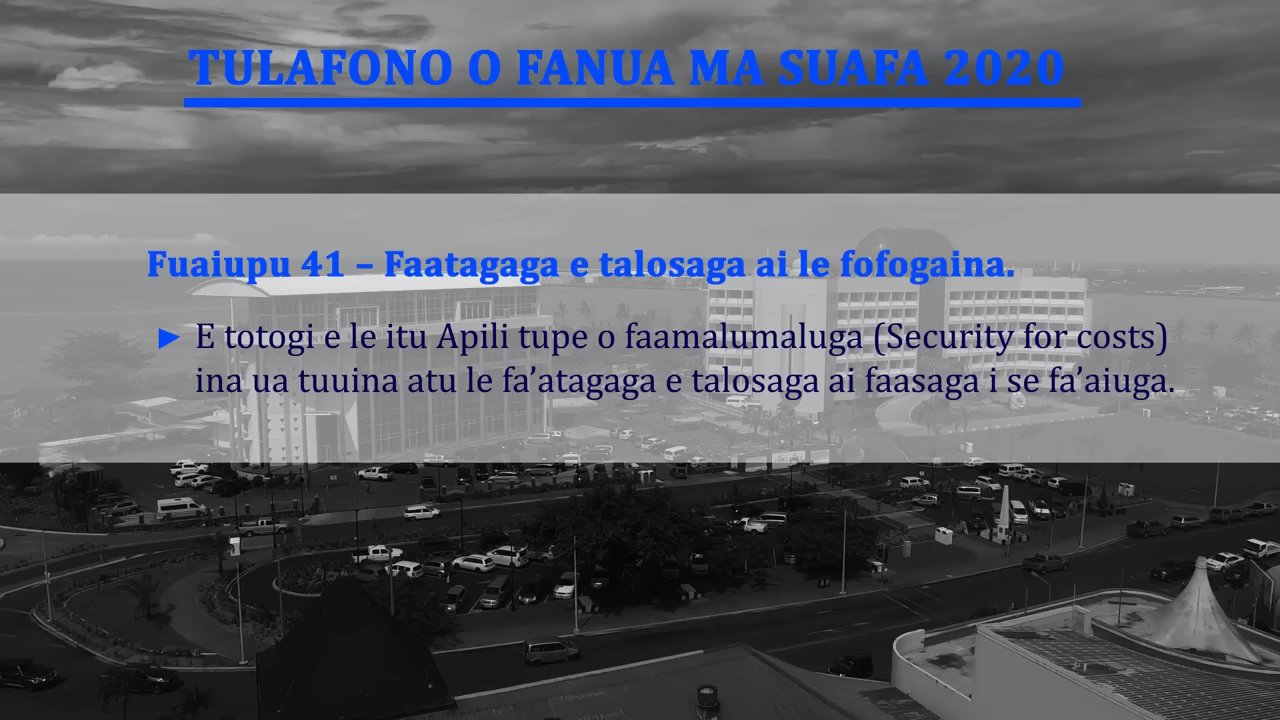 TULAFONO O FANUA MA SUAFA 2020
Fuaiupu 41 – Faatagaga e talosaga ai le fofogaina.
► E totogi e le itu Apili tupe o faamalumaluga (Security for costs)
ina ua tuuina atu le fa’atagaga e talosaga ai faasaga i se fa’aiuga.